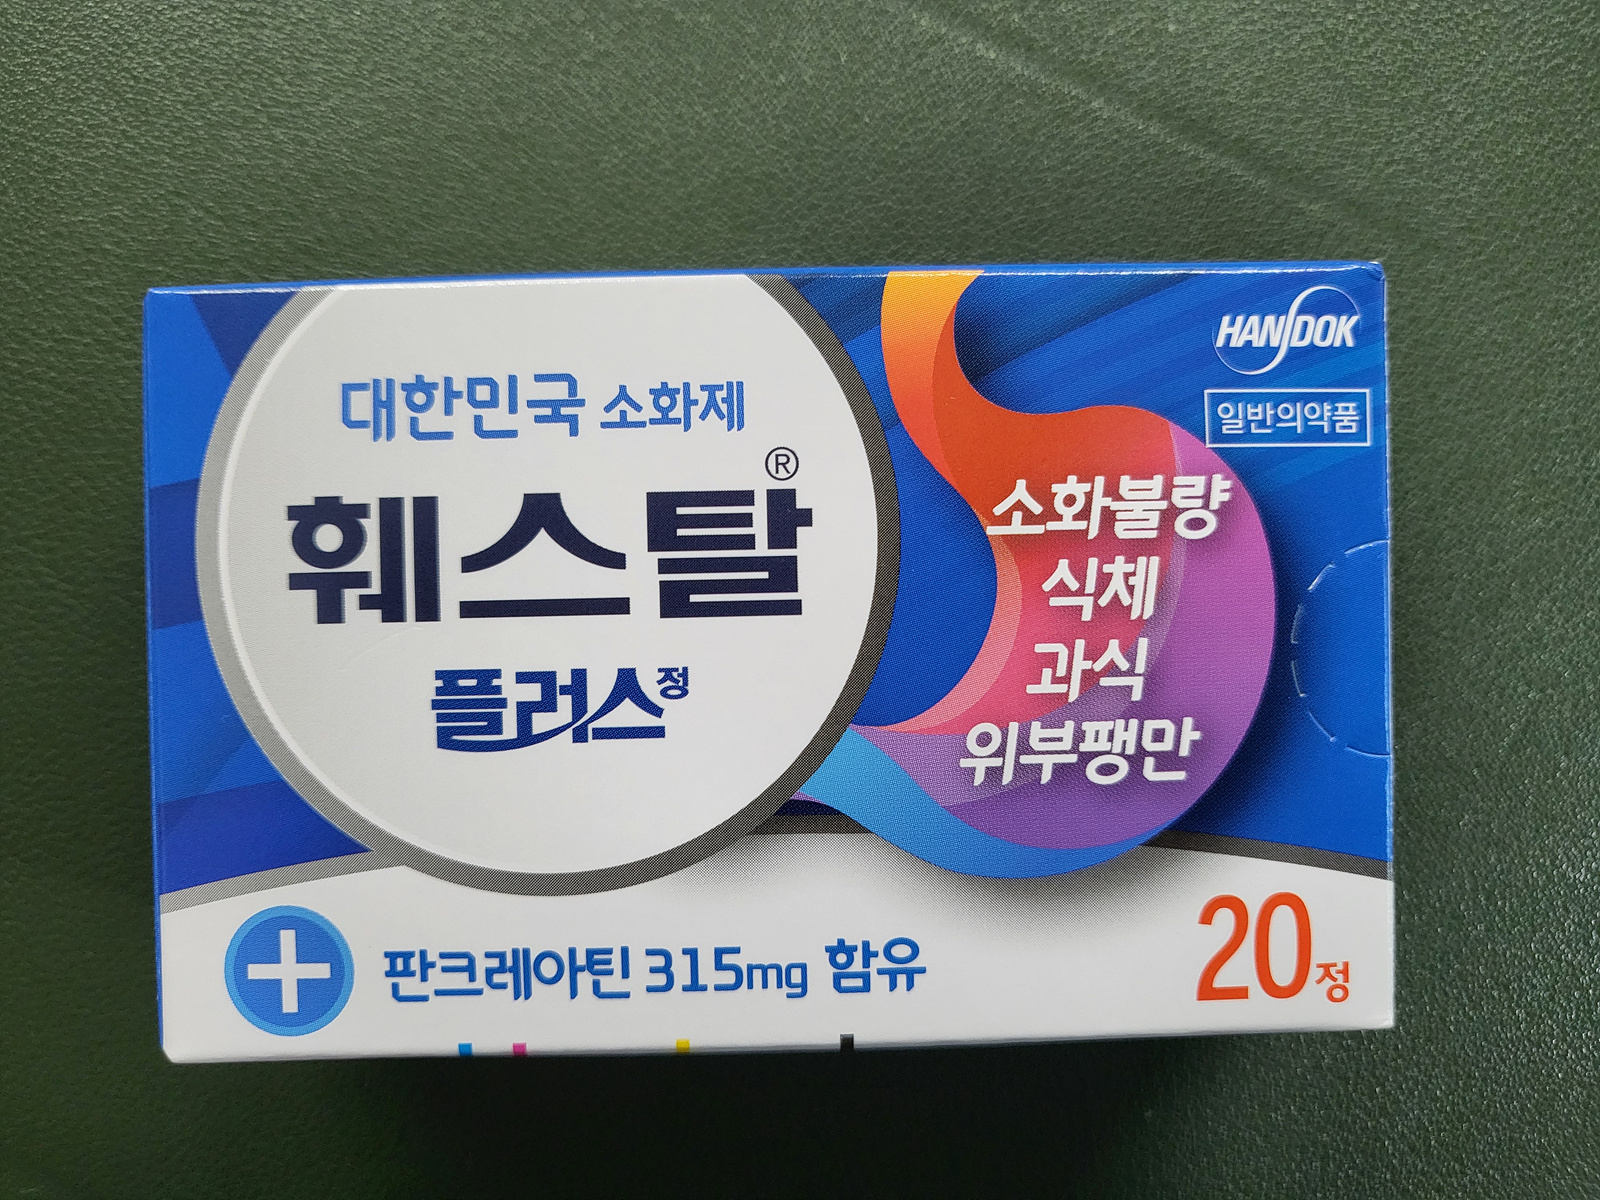 대한민국 소화제
훼스탈®
플러스정
HANDOK
일반의약품
소화불량
식체
과식
위부팽만
판크레아틴 315mg 함유
20정